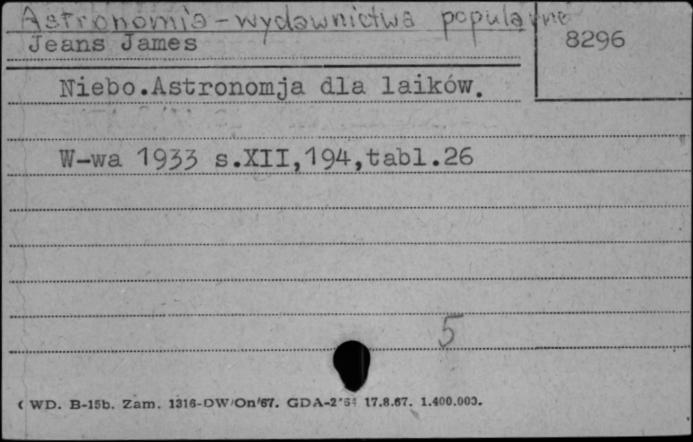 Astronomia - wydawnictwa popularne
Jeans James
8296
Niebo.Astronomja dla laików.
W-wa 1933 s.XII,194,tabl.26
5
WD. B-15b. Zam. 1316-DW/On/67. GDA-2 17.8.67. 1.400.000.